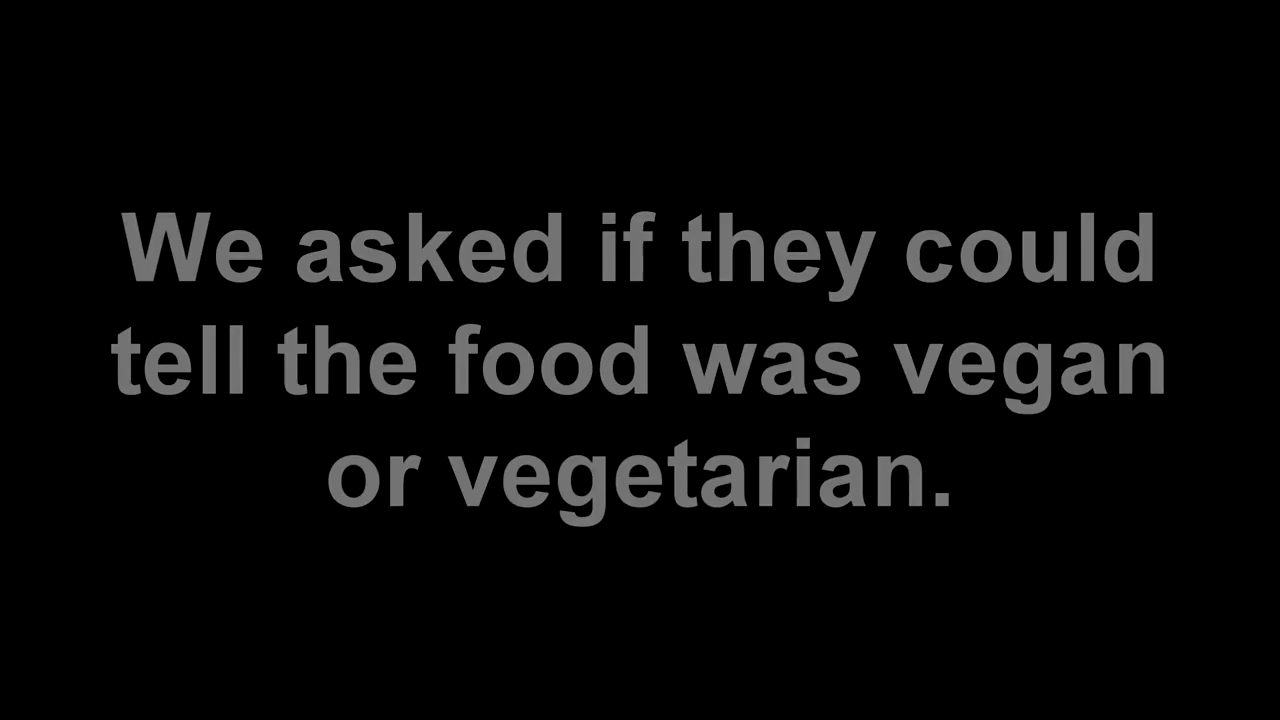 We asked if they could
tell the food was vegan
or vegetarian.